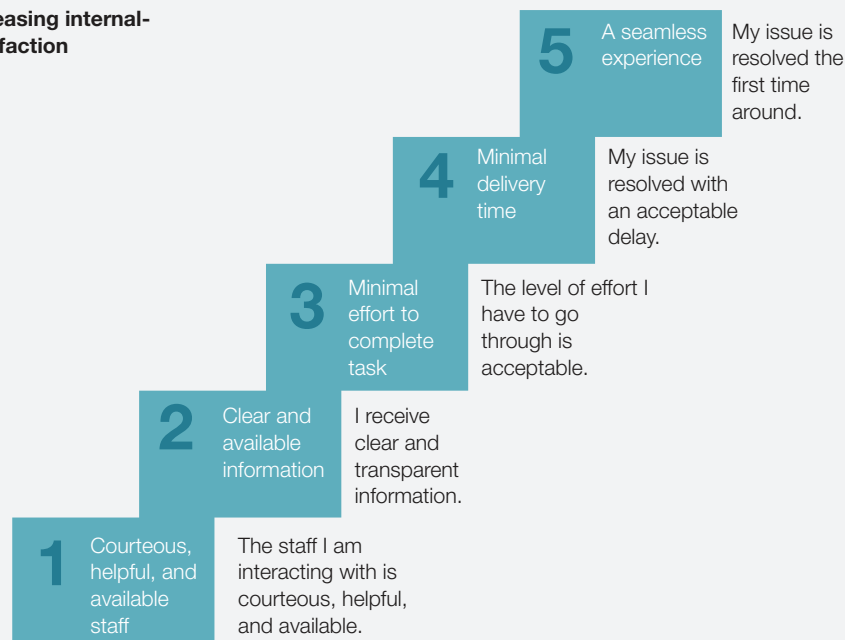 easing internal-
faction
5
A seamless
experience
My issue is
resolved the
first time
around.
4
Minimal
delivery
time
My issue is
resolved with
an acceptable
delay.
3
Minimal
effort to
complete
task
The level of effort I
have to go
through is
acceptable.
2
Clear and
available
information
I receive
clear and
transparent
information.
1
Courteous,
helpful, and
available
staff
The staff I am
interacting with is
courteous, helpful,
and available.